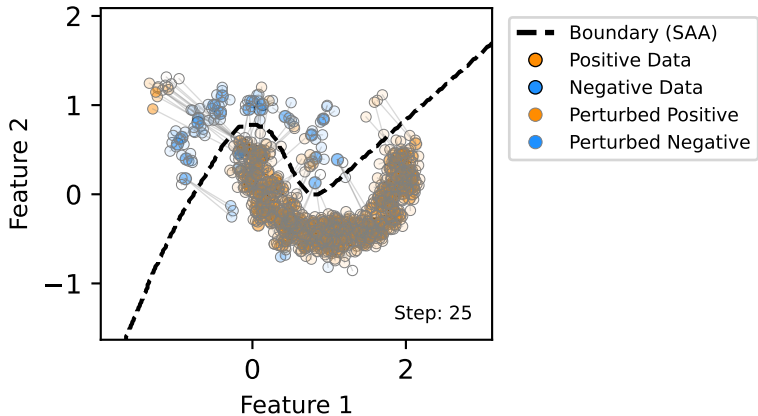 2
1
0
−1
Feature 2
0
2
Feature 1
Step: 25
Boundary (SAA)
Positive Data
Negative Data
Perturbed Positive
Perturbed Negative